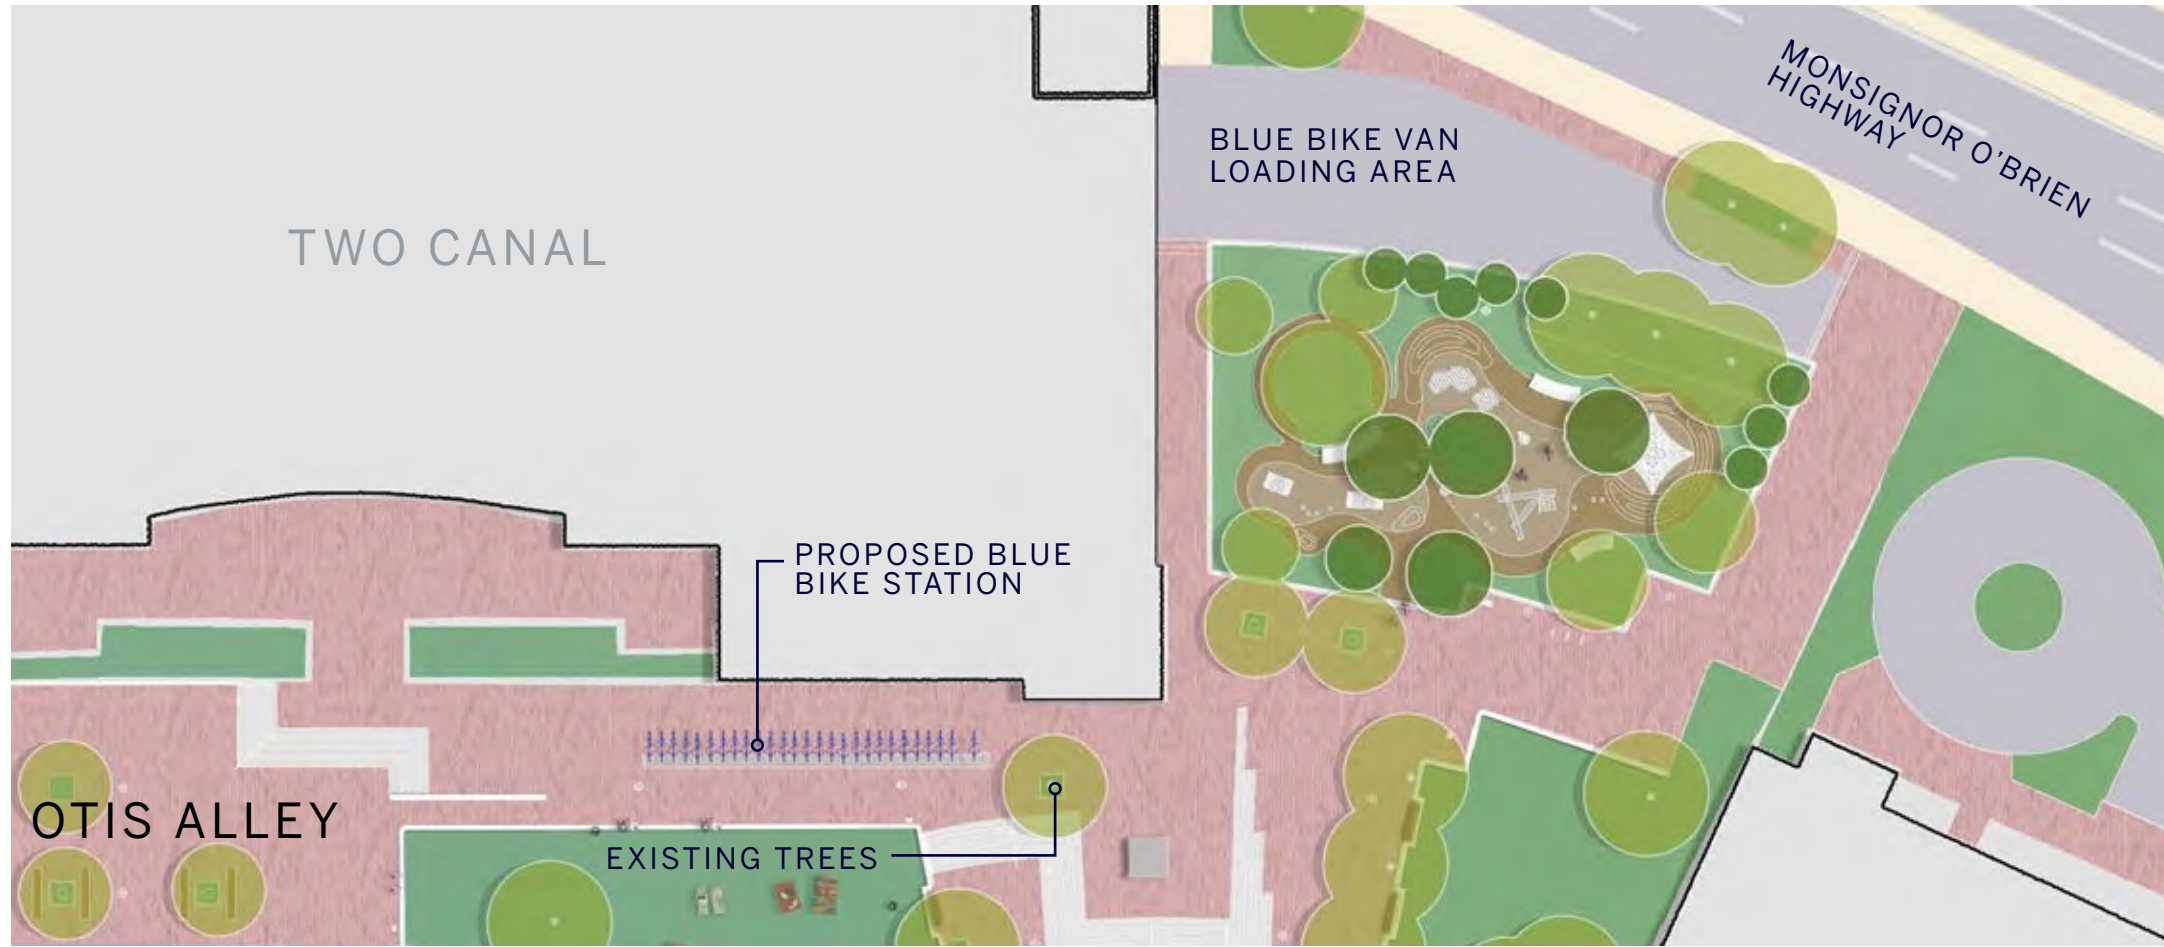 MONSIGNOR O'BRIEN
HIGHWAY
BLUE BIKE VAN
LOADING AREA
TWO CANAL
PROPOSED BLUE
BIKE STATION
OTIS ALLEY
EXISTING TREES